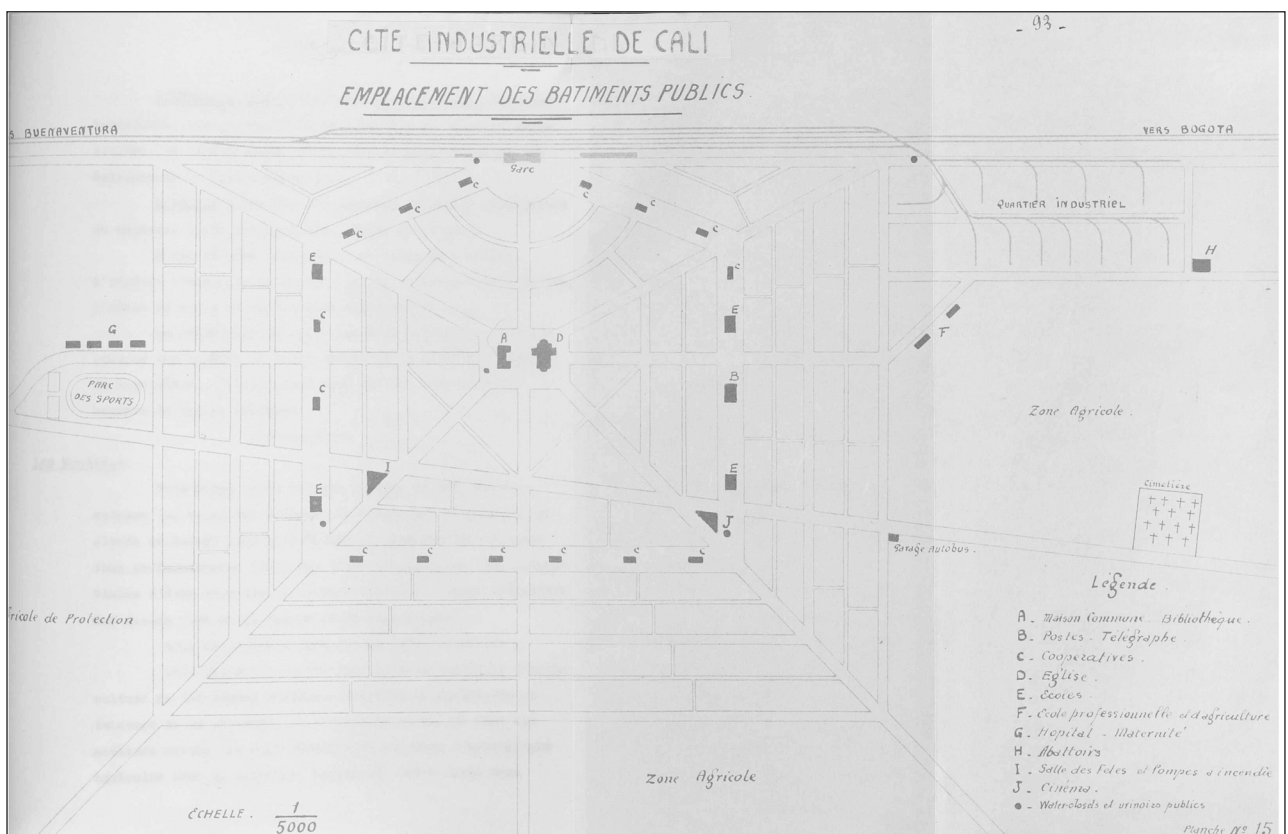 - 93 -
CITE INDUSTRIELLE DE CALI
EMPLACEMENT DES BATIMENTS PUBLICS.
S BUENAVENTURA
VERS BOGOTA
Gare
C
C
C
C
C
C
QUARTIER INDUSTRIEL
H
E
C
C
E
G
A
D
F
PARC
DES SPORTS
C
B
Zone Agricole.
I
E
E
J
Cimetière
Garage Autobus.
C
C
C
C
C
C
ricole de Protection
Zone Agricole
ÉCHELLE. 1
5000
Légende.
A. Maison Commune. Bibliothèque.
B. Postes - Télégraphe.
C - Coopératives.
D. Eglise.
E. Ecoles.
F. Ecole professionnelle et d'agriculture
G. Hopital - Maternité
H. Abattoirs
I. Salle des Fêtes et Pompes a incendie
J. Cinéma.
● - Water-closets et urinoirs publics
Planche Nº 15